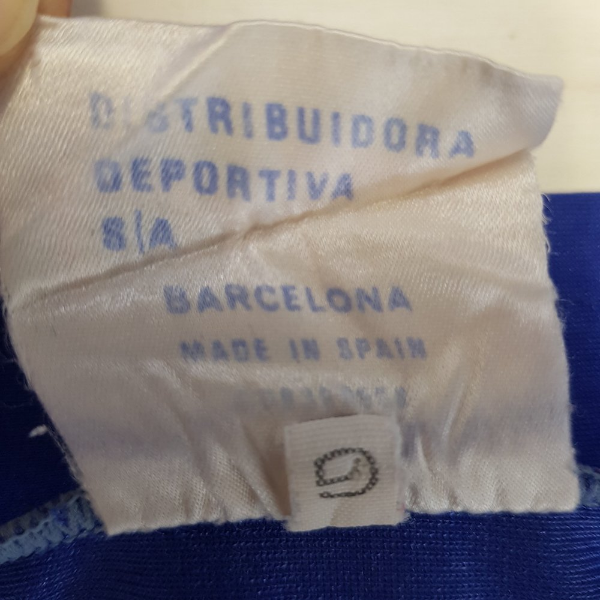 DISTRIBUIDORA
DEPORTIVA
S/A
BARCELONA
MADE IN SPAIN